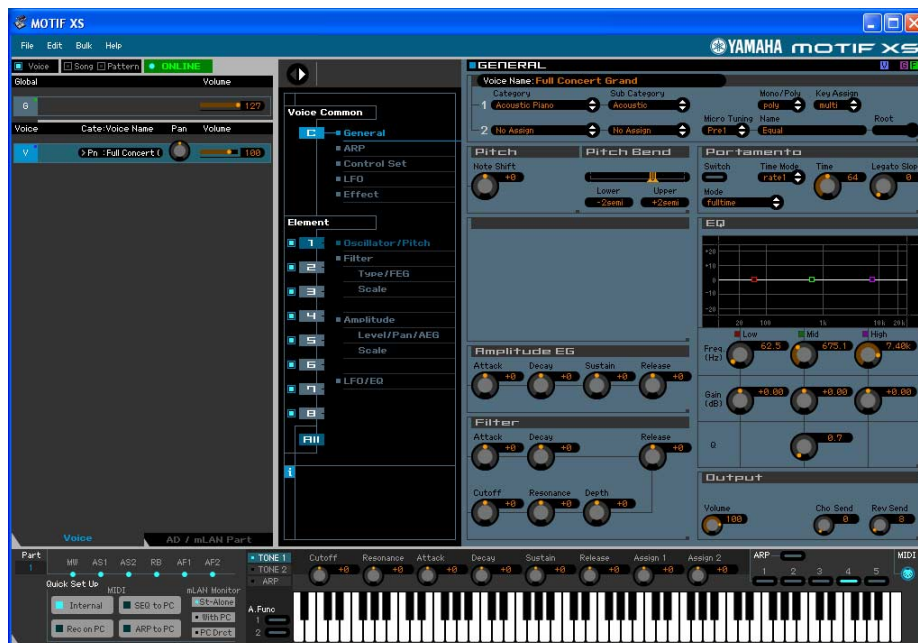 MOTIF XS
File Edit Bulk Help
YAMAHA MOTIF XS
Voice Song Pattern ONLINE
Global Volume
G 127
Voice Cate:Voice Name Pan Volume
V Pn :Full Concert 100
Voice AD / mLAN Part
Voice Common
C General
ARP
Control Set
LFO
Effect
Element
1 Oscillator/Pitch
2 Filter
Type/FEG
3 Scale
4 Amplitude
5 Level/Pan/AEG
Scale
6
7 LFO/EQ
8
All
i
GENERAL V
Voice Name:Full Concert Grand
Category Sub Category Mono/Poly Key Assign
1 Acoustic Piano Acoustic poly multi
Micro Tuning Name Root
2 No Assign No Assign Pre1 Equal
Pitch Pitch Bend
Note Shift
+0
Lower Upper
-2semi +2semi
Portamento
Switch Time Mode Time Legato Slop
rate1 64 0
Mode
fulltime
EQ
+20
+10
0
-10
-20
20 100 1k 10k 20k
Low Mid High
Freq (Hz) 62.5 675.1 7.40k
Gain (dB) +0.00 +0.00 +0.00
Q 0.7
Amplitude EG
Attack Decay Sustain Release
+0 +0 +0 +0
Filter
Attack Decay Release
+0 +0 +0
Cutoff Resonance Depth
+0 +0 +0
Output
Volume Cho Send Rev Send
100 0 8
Part
1
MW AS1 AS2 RB AF1 AF2
Quick Set Up
MIDI mLAN Monitor
Internal SEQ to PC St-Alone
With PC
Rec on PC ARP to PC PC Drct
TONE 1
TONE 2
ARP
Cutoff Resonance Attack Decay Sustain Release Assign 1 Assign 2
+0 +0 +0 +0 +0 +0 +0 +0
ARP
1 2 3 4 5
MIDI
A.Func
1
2